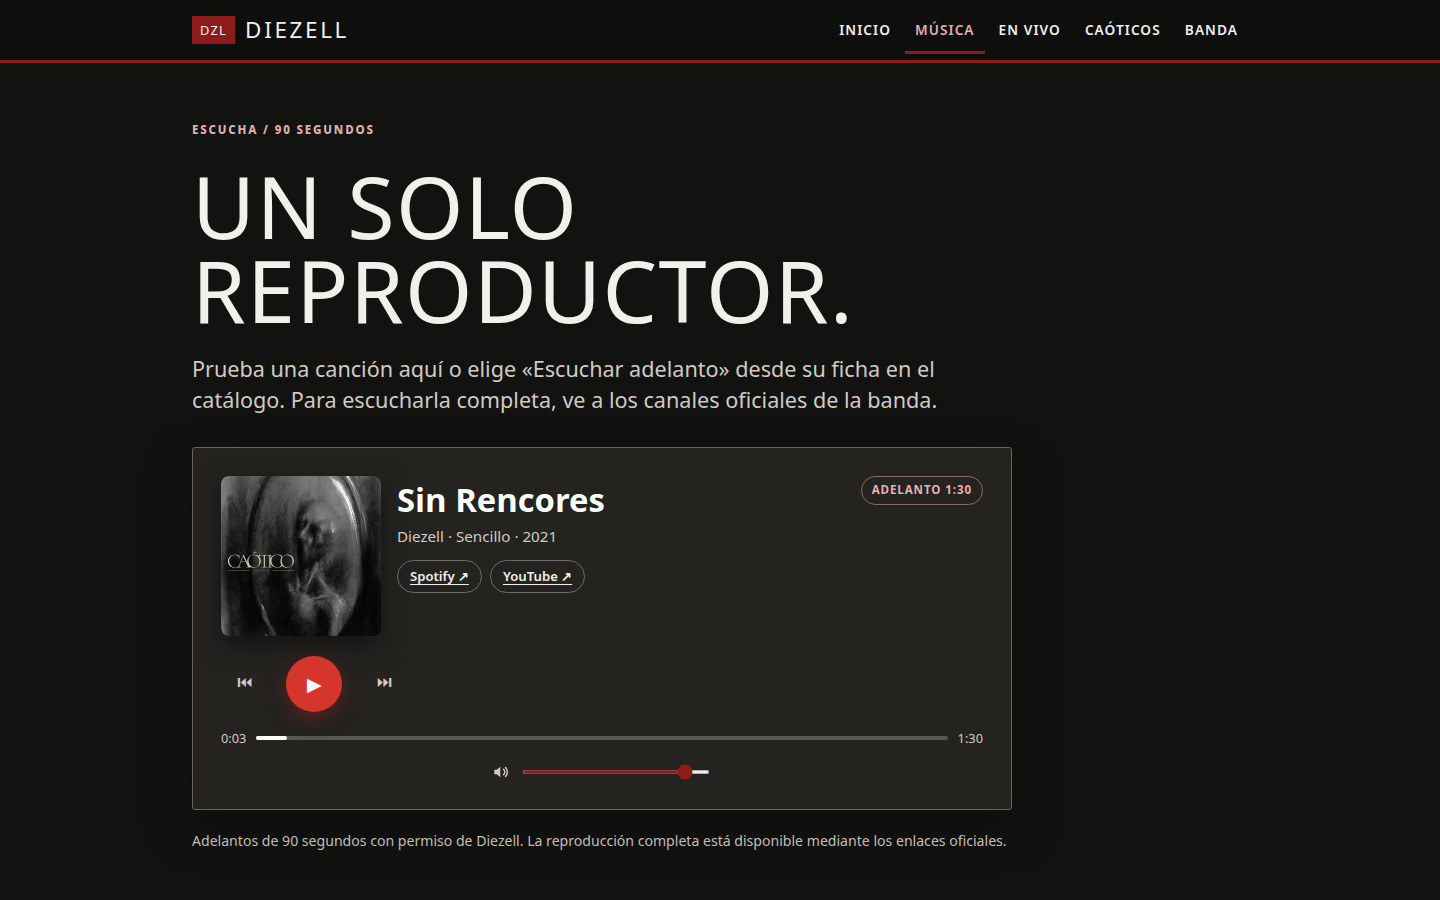 DZL DIEZELL
INICIO MÚSICA EN VIVO CAÓTICOS BANDA
ESCUCHA / 90 SEGUNDOS
UN SOLO
REPRODUCTOR.
Prueba una canción aquí o elige «Escuchar adelanto» desde su ficha en el
catálogo. Para escucharla completa, ve a los canales oficiales de la banda.
CAÓTICO
Sin Rencores
ADELANTO 1:30
Diezell · Sencillo · 2021
Spotify ↗ YouTube ↗
0:03 1:30
Adelantos de 90 segundos con permiso de Diezell. La reproducción completa está disponible mediante los enlaces oficiales.